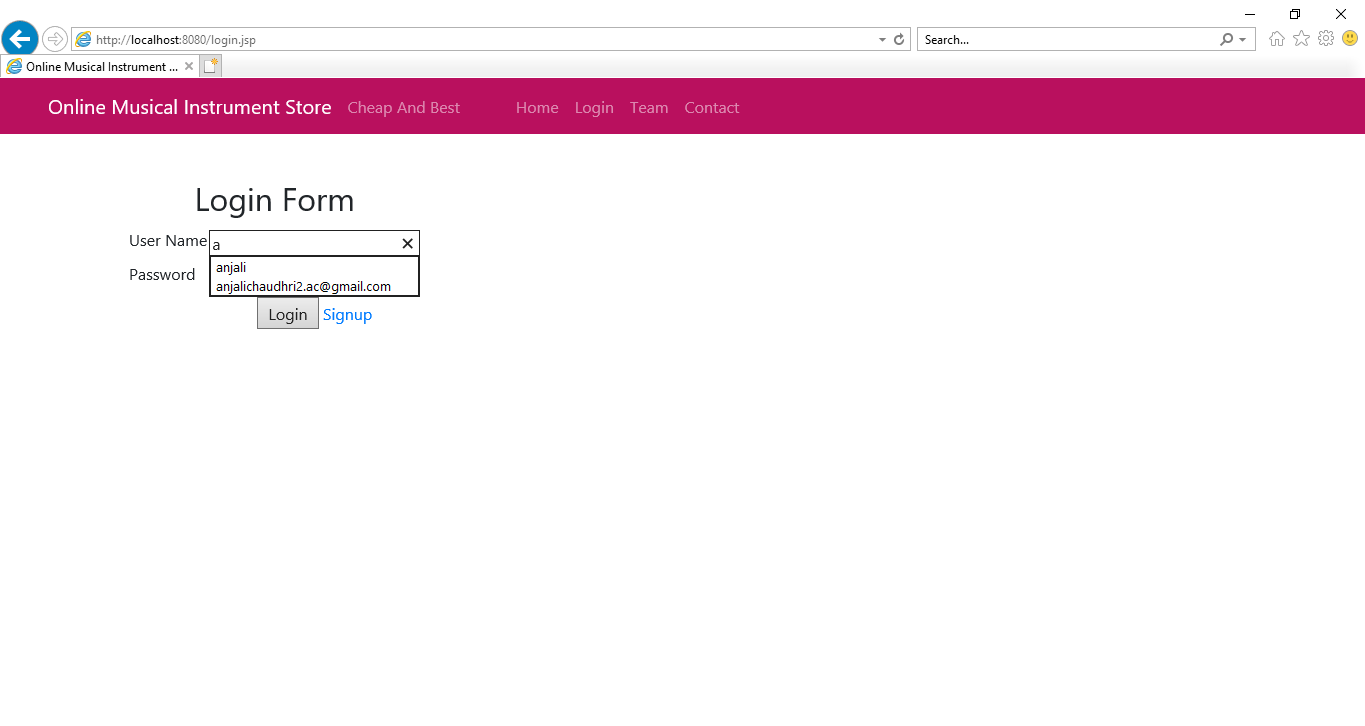 http://localhost:8080/login.jsp
Search...
Online Musical Instrument ...
Online Musical Instrument Store Cheap And Best Home Login Team Contact
Login Form
User Name a
anjali
Password
anjalichaudhri2.ac@gmail.com
Login Signup